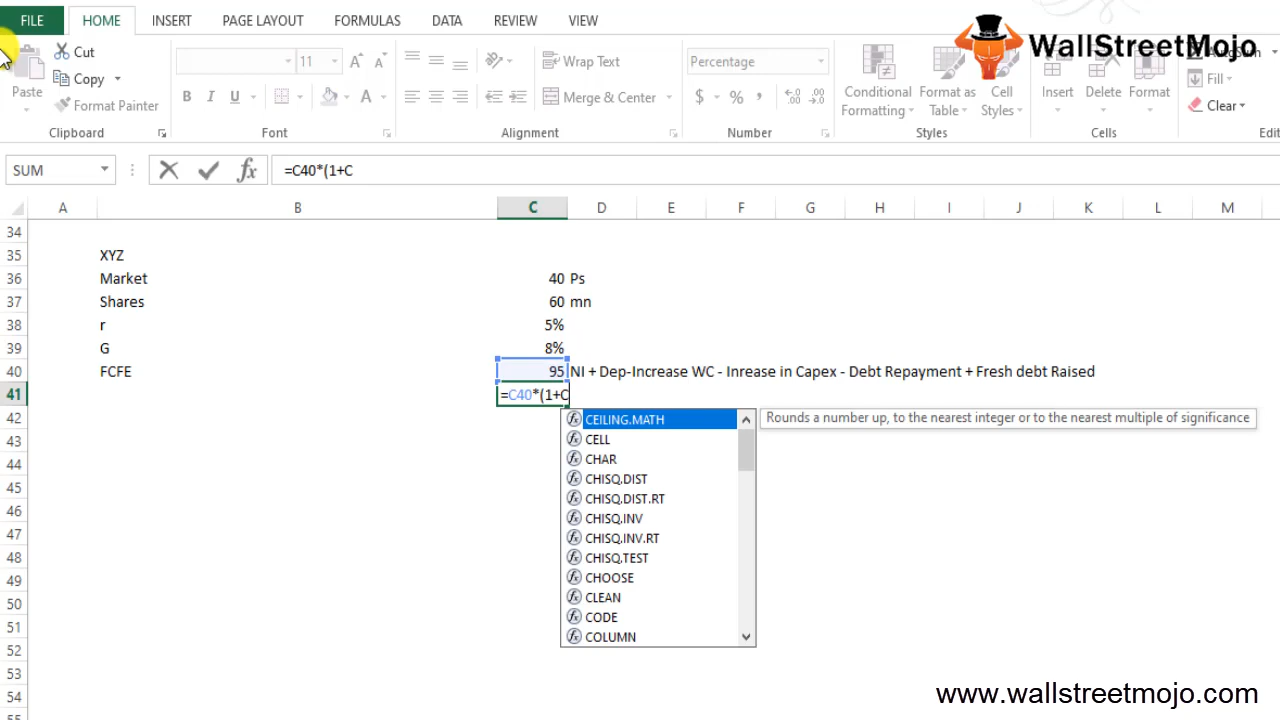 FILE HOME INSERT PAGE LAYOUT FORMULAS DATA REVIEW VIEW
WallStreetMojo
Cut
Copy
Format Painter
Paste
Clipboard
11
A A
B I U A
Font
Wrap Text
Merge & Center
Alignment
Percentage
$ % ,
Number
Conditional Formatting
Format as Table
Cell Styles
Styles
Insert Delete Format
Cells
Fill
Clear
Edit
SUM fx =C40*(1+C
A B C D E F G H I J K L M
34
35 XYZ
36 Market 40 Ps
37 Shares 60 mn
38 r 5%
39 G 8%
40 FCFE 95 NI + Dep-Increase WC - Inrease in Capex - Debt Repayment + Fresh debt Raised
41 =C40*(1+C
42 CEILING.MATH Rounds a number up, to the nearest integer or to the nearest multiple of significance
43 CELL
44 CHAR
45 CHISQ.DIST
46 CHISQ.DIST.RT
47 CHISQ.INV
48 CHISQ.INV.RT
49 CHISQ.TEST
50 CHOOSE
51 CLEAN
52 CODE
53 COLUMN
54
55
www.wallstreetmojo.com